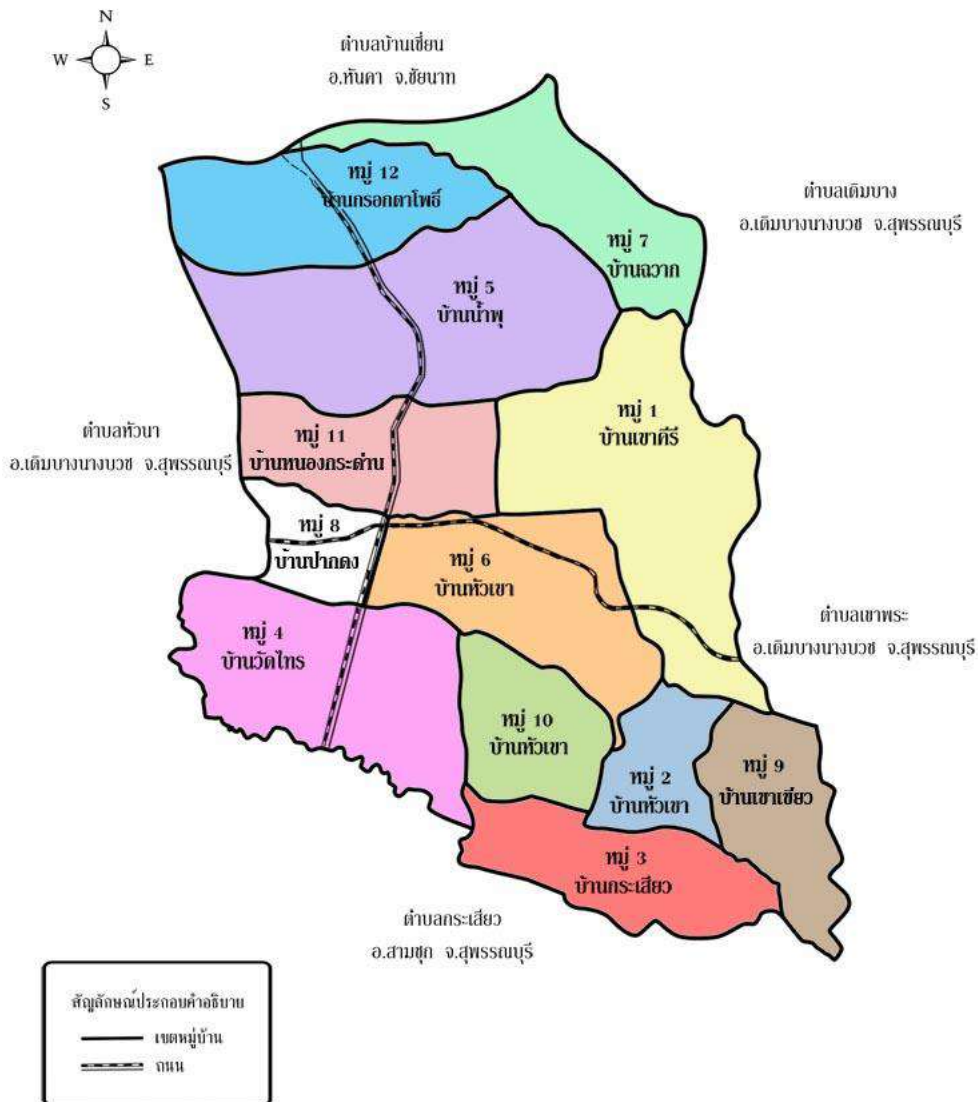 N
W E
S
ตำบลบ้านเชี่ยน
อ.หันคา จ.ชัยนาท
ตำบลเดิมบาง
อ.เดิมบางนางบวช จ.สุพรรณบุรี
หมู่ 12
บ้านกรอกตาโพธิ์
หมู่ 7
บ้านฉวาก
หมู่ 5
บ้านน้ำพุ
หมู่ 1
บ้านเขาคีรี
ตำบลหัวนา
อ.เดิมบางนางบวช จ.สุพรรณบุรี
หมู่ 11
บ้านหนองกระด่าน
หมู่ 8
บ้านปากดง
หมู่ 6
บ้านหัวเขา
ตำบลเขาพระ
อ.เดิมบางนางบวช จ.สุพรรณบุรี
หมู่ 4
บ้านวัดไทร
หมู่ 10
บ้านหัวเขา
หมู่ 2
บ้านหัวเขา
หมู่ 9
บ้านเขาเขียว
หมู่ 3
บ้านกระเสียว
ตำบลกระเสียว
อ.สามชุก จ.สุพรรณบุรี
สัญลักษณ์ประกอบคำอธิบาย
เขตหมู่บ้าน
ถนน